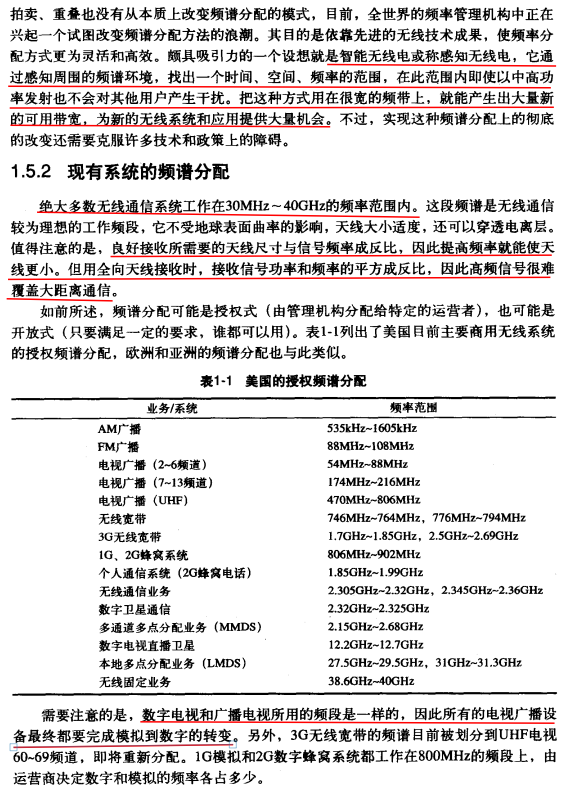 拍卖、重叠也没有从本质上改变频谱分配的模式，目前，全世界的频率管理机构中正在
兴起一个试图改变频谱分配方法的浪潮。其目的是依靠先进的无线技术成果，使频率分
配方式更为灵活和高效。颇具吸引力的一个设想就是智能无线电或称感知无线电，它通
过感知周围的频谱环境，找出一个时间、空间、频率的范围，在此范围内即使以中高功
率发射也不会对其他用户产生干扰。把这种方式用在很宽的频带上，就能产生出大量新
的可用带宽，为新的无线系统和应用提供大量机会。不过，实现这种频谱分配上的彻底
的改变还需要克服许多技术和政策上的障碍。
1.5.2 现有系统的频谱分配
绝大多数无线通信系统工作在30MHz～40GHz的频率范围内。这段频谱是无线通信
较为理想的工作频段，它不受地球表面曲率的影响，天线大小适度，还可以穿透电离层。
值得注意的是，良好接收所需要的天线尺寸与信号频率成反比，因此提高频率就能使天
线更小。但用全向天线接收时，接收信号功率和频率的平方成反比，因此高频信号很难
覆盖大距离通信。
如前所述，频谱分配可能是授权式（由管理机构分配给特定的运营者），也可能是
开放式（只要满足一定的要求，谁都可以用）。表1-1列出了美国目前主要商用无线系统
的授权频谱分配，欧洲和亚洲的频谱分配也与此类似。
表1-1 美国的授权频谱分配
业务/系统 频率范围
AM广播 535kHz~1605kHz
FM广播 88MHz~108MHz
电视广播（2~6频道） 54MHz~88MHz
电视广播（7~13频道） 174MHz~216MHz
电视广播（UHF） 470MHz~806MHz
无线宽带 746MHz~764MHz，776MHz~794MHz
3G无线宽带 1.7GHz~1.85GHz，2.5GHz~2.69GHz
1G、2G蜂窝系统 806MHz~902MHz
个人通信系统（2G蜂窝电话） 1.85GHz~1.99GHz
无线通信业务 2.305GHz~2.32GHz，2.345GHz~2.36GHz
数字卫星通信 2.32GHz~2.325GHz
多通道多点分配业务（MMDS） 2.15GHz~2.68GHz
数字电视直播卫星 12.2GHz~12.7GHz
本地多点分配业务（LMDS） 27.5GHz~29.5GHz，31GHz~31.3GHz
无线固定业务 38.6GHz~40GHz
需要注意的是，数字电视和广播电视所用的频段是一样的，因此所有的电视广播设
备最终都要完成模拟到数字的转变。另外，3G无线宽带的频谱目前被划分到UHF电视
60~69频道，即将重新分配。1G模拟和2G数字蜂窝系统都工作在800MHz的频段上，由
运营商决定数字和模拟的频率各占多少。